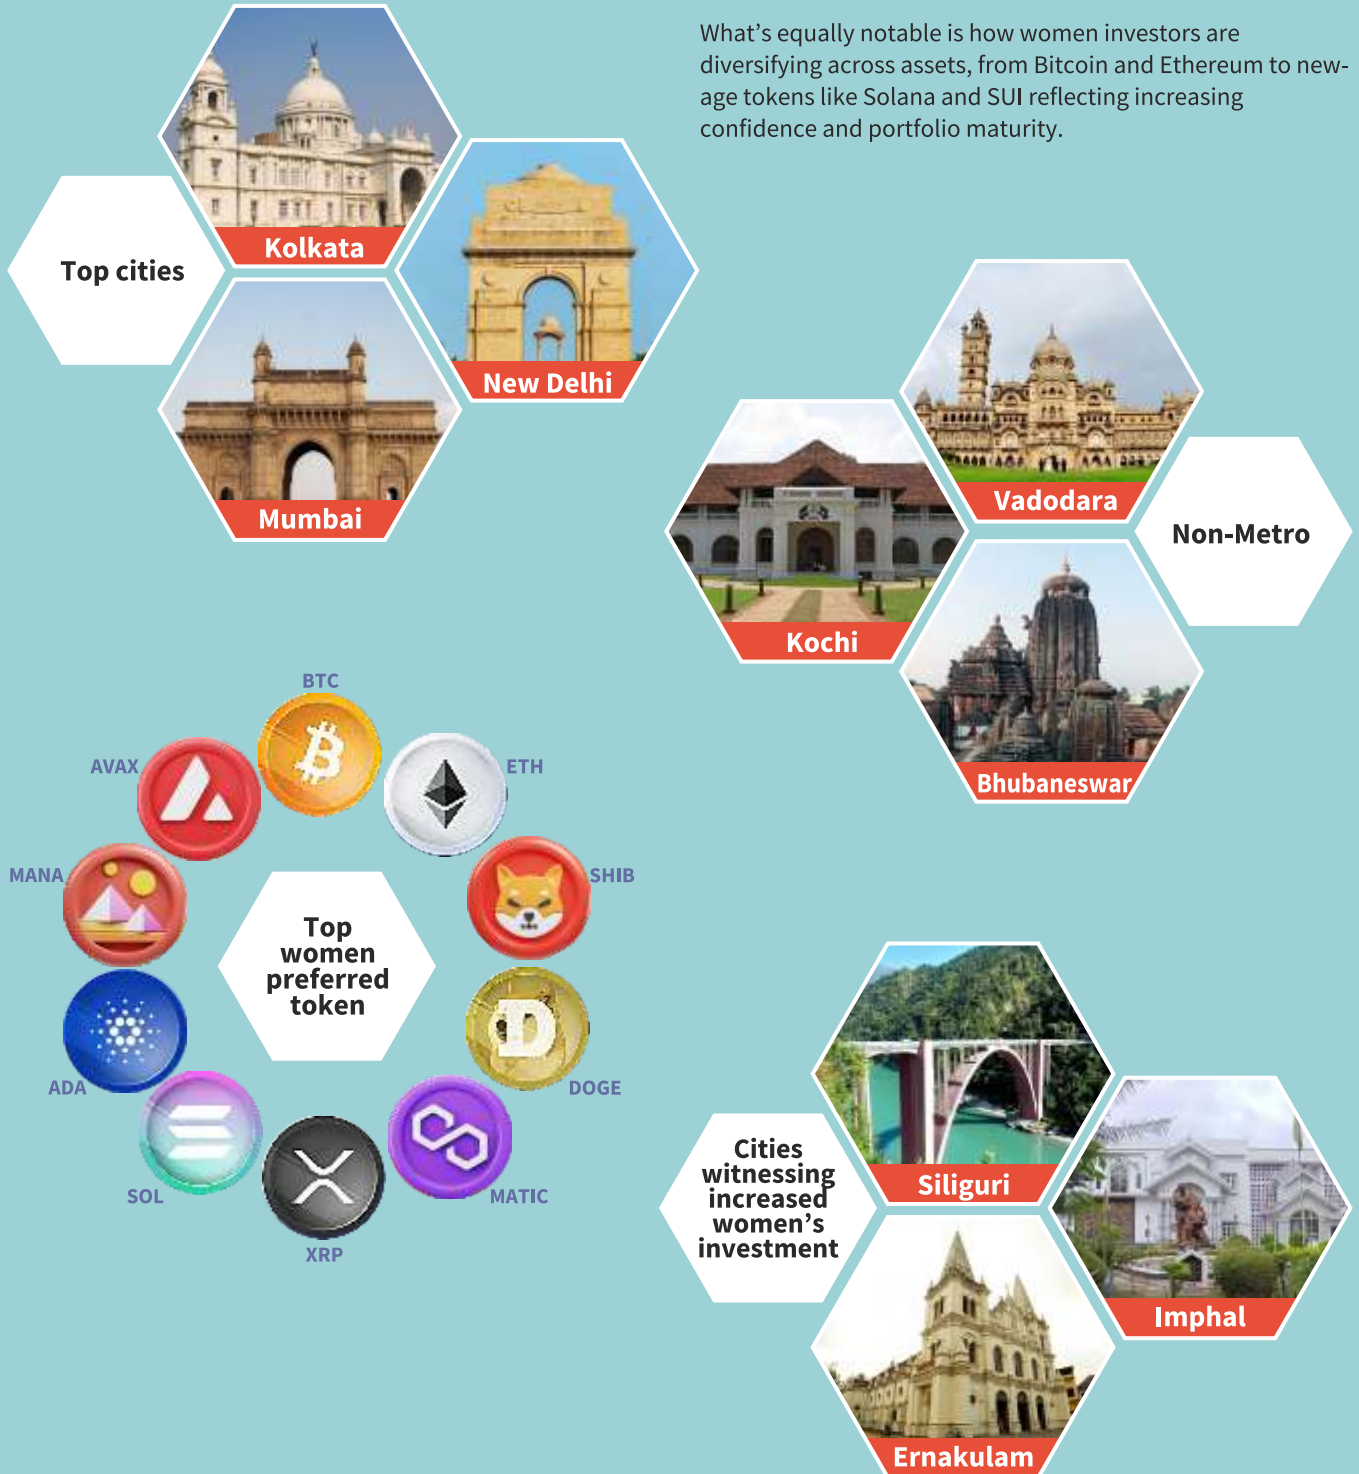 What's equally notable is how women investors are
diversifying across assets, from Bitcoin and Ethereum to new-
age tokens like Solana and SUI reflecting increasing
confidence and portfolio maturity.
Top cities
Kolkata
New Delhi
Mumbai
Vadodara
Non-Metro
Kochi
Bhubaneswar
BTC
AVAX
ETH
MANA
SHIB
Top
women
preferred
token
ADA
DOGE
SOL
MATIC
XRP
Cities
witnessing
increased
women's
investment
Siliguri
Imphal
Ernakulam